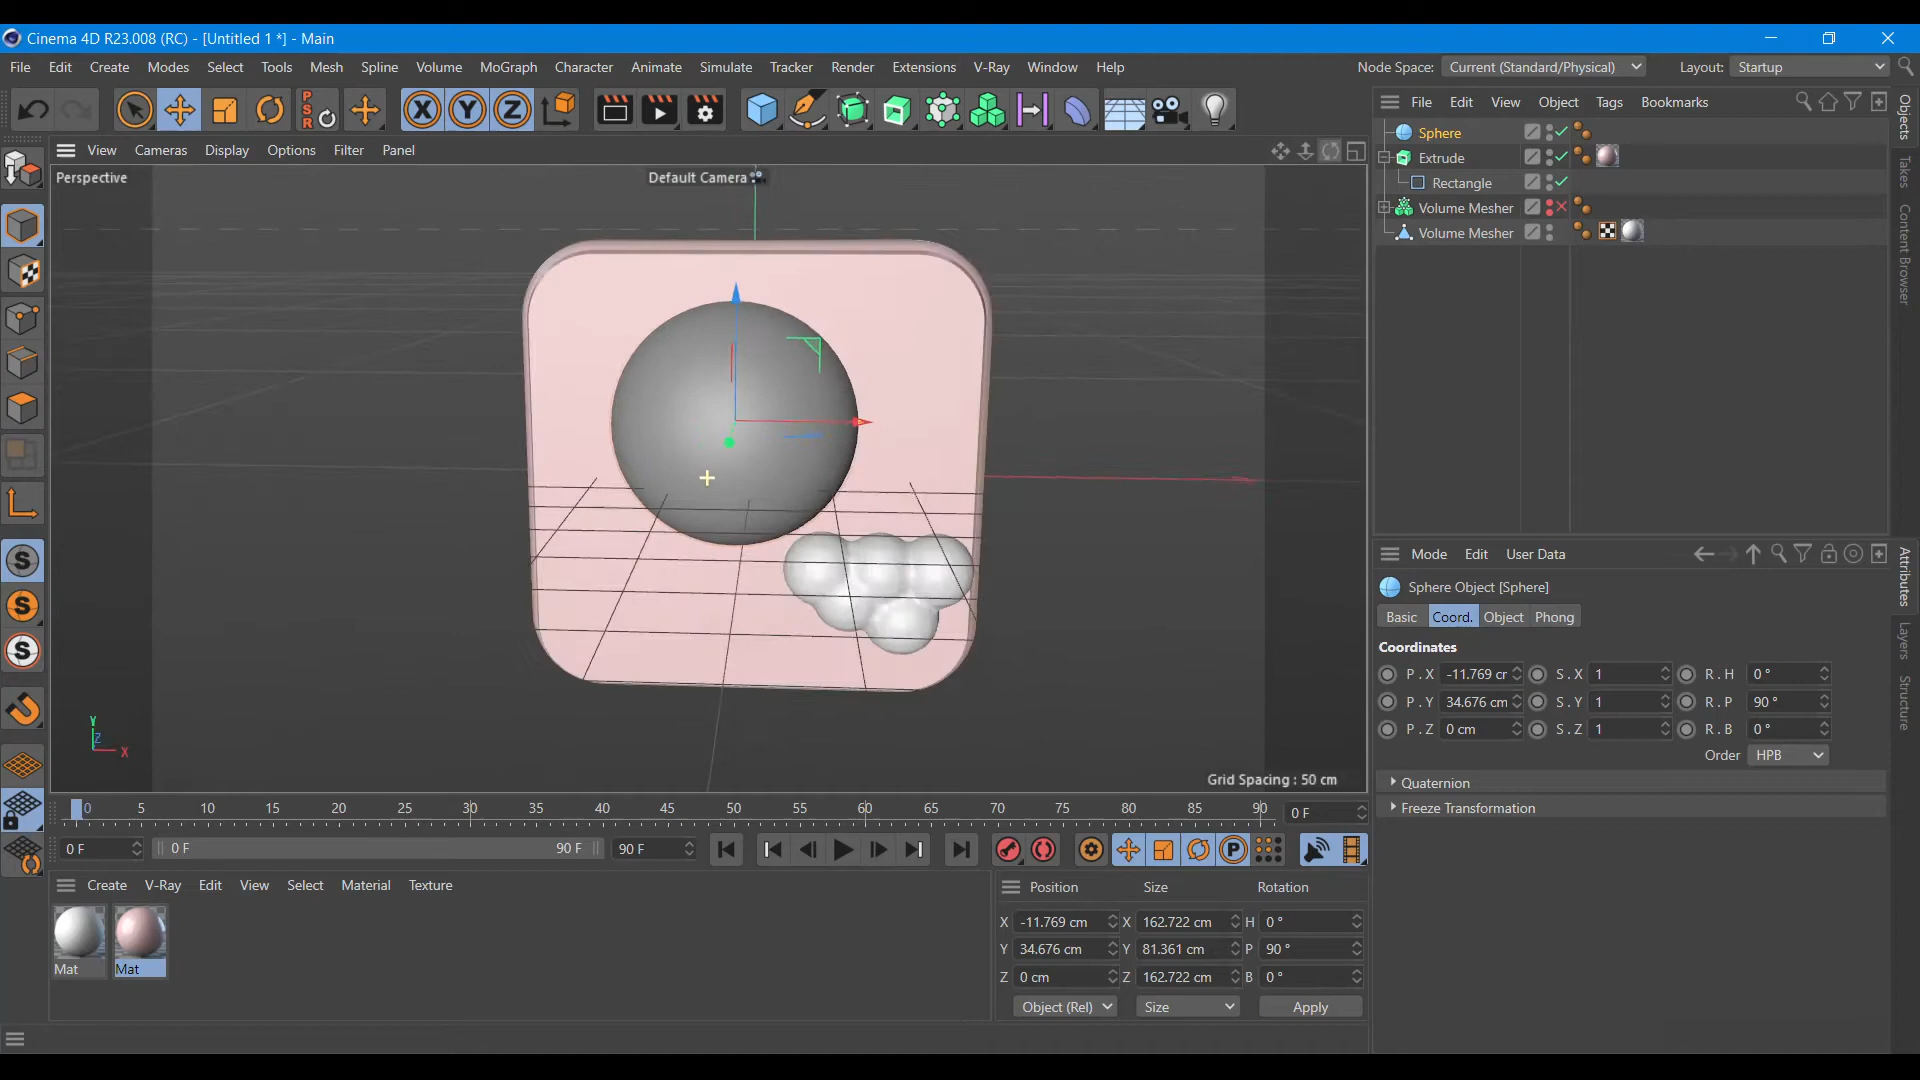 Cinema 4D R23.008 (RC) - [Untitled 1 *] - Main
File Edit Create Modes Select Tools Mesh Spline Volume MoGraph Character Animate Simulate Tracker Render Extensions V-Ray Window Help
Node Space: Current (Standard/Physical) Layout: Startup
X Y Z
P S R
File Edit View Object Tags Bookmarks
Sphere
Extrude
Rectangle
Volume Mesher
Volume Mesher
Objects
Takes
Content Browser
View Cameras Display Options Filter Panel
Perspective
Default Camera
Y
Z
X
Grid Spacing : 50 cm
S
S
S
Mode Edit User Data
Sphere Object [Sphere]
Basic Coord. Object Phong
Coordinates
P . X -11.769 cr S . X 1 R . H 0 °
P . Y 34.676 cm S . Y 1 R . P 90 °
P . Z 0 cm S . Z 1 R . B 0 °
Order HPB
Quaternion
Freeze Transformation
Attributes
Layers
Structure
0 5 10 15 20 25 30 35 40 45 50 55 60 65 70 75 80 85 90 0 F
0 F 0 F 90 F 90 F
P
Create V-Ray Edit View Select Material Texture
Mat Mat
Position Size Rotation
X -11.769 cm X 162.722 cm H 0 °
Y 34.676 cm Y 81.361 cm P 90 °
Z 0 cm Z 162.722 cm B 0 °
Object (Rel) Size Apply